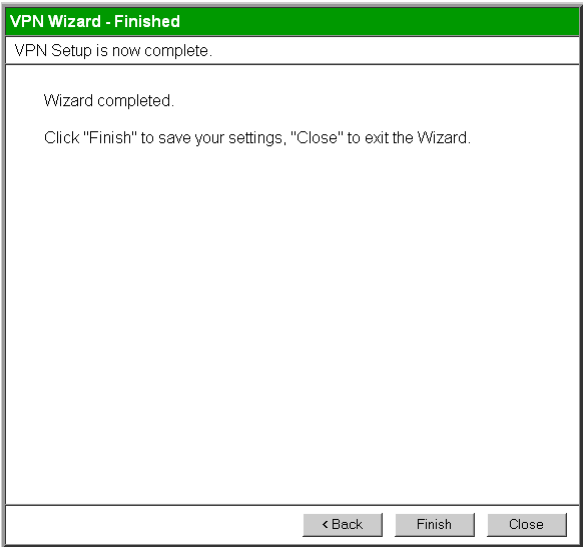 VPN Wizard - Finished
VPN Setup is now complete.
Wizard completed.
Click "Finish" to save your settings, "Close" to exit the Wizard.
< Back
Finish
Close